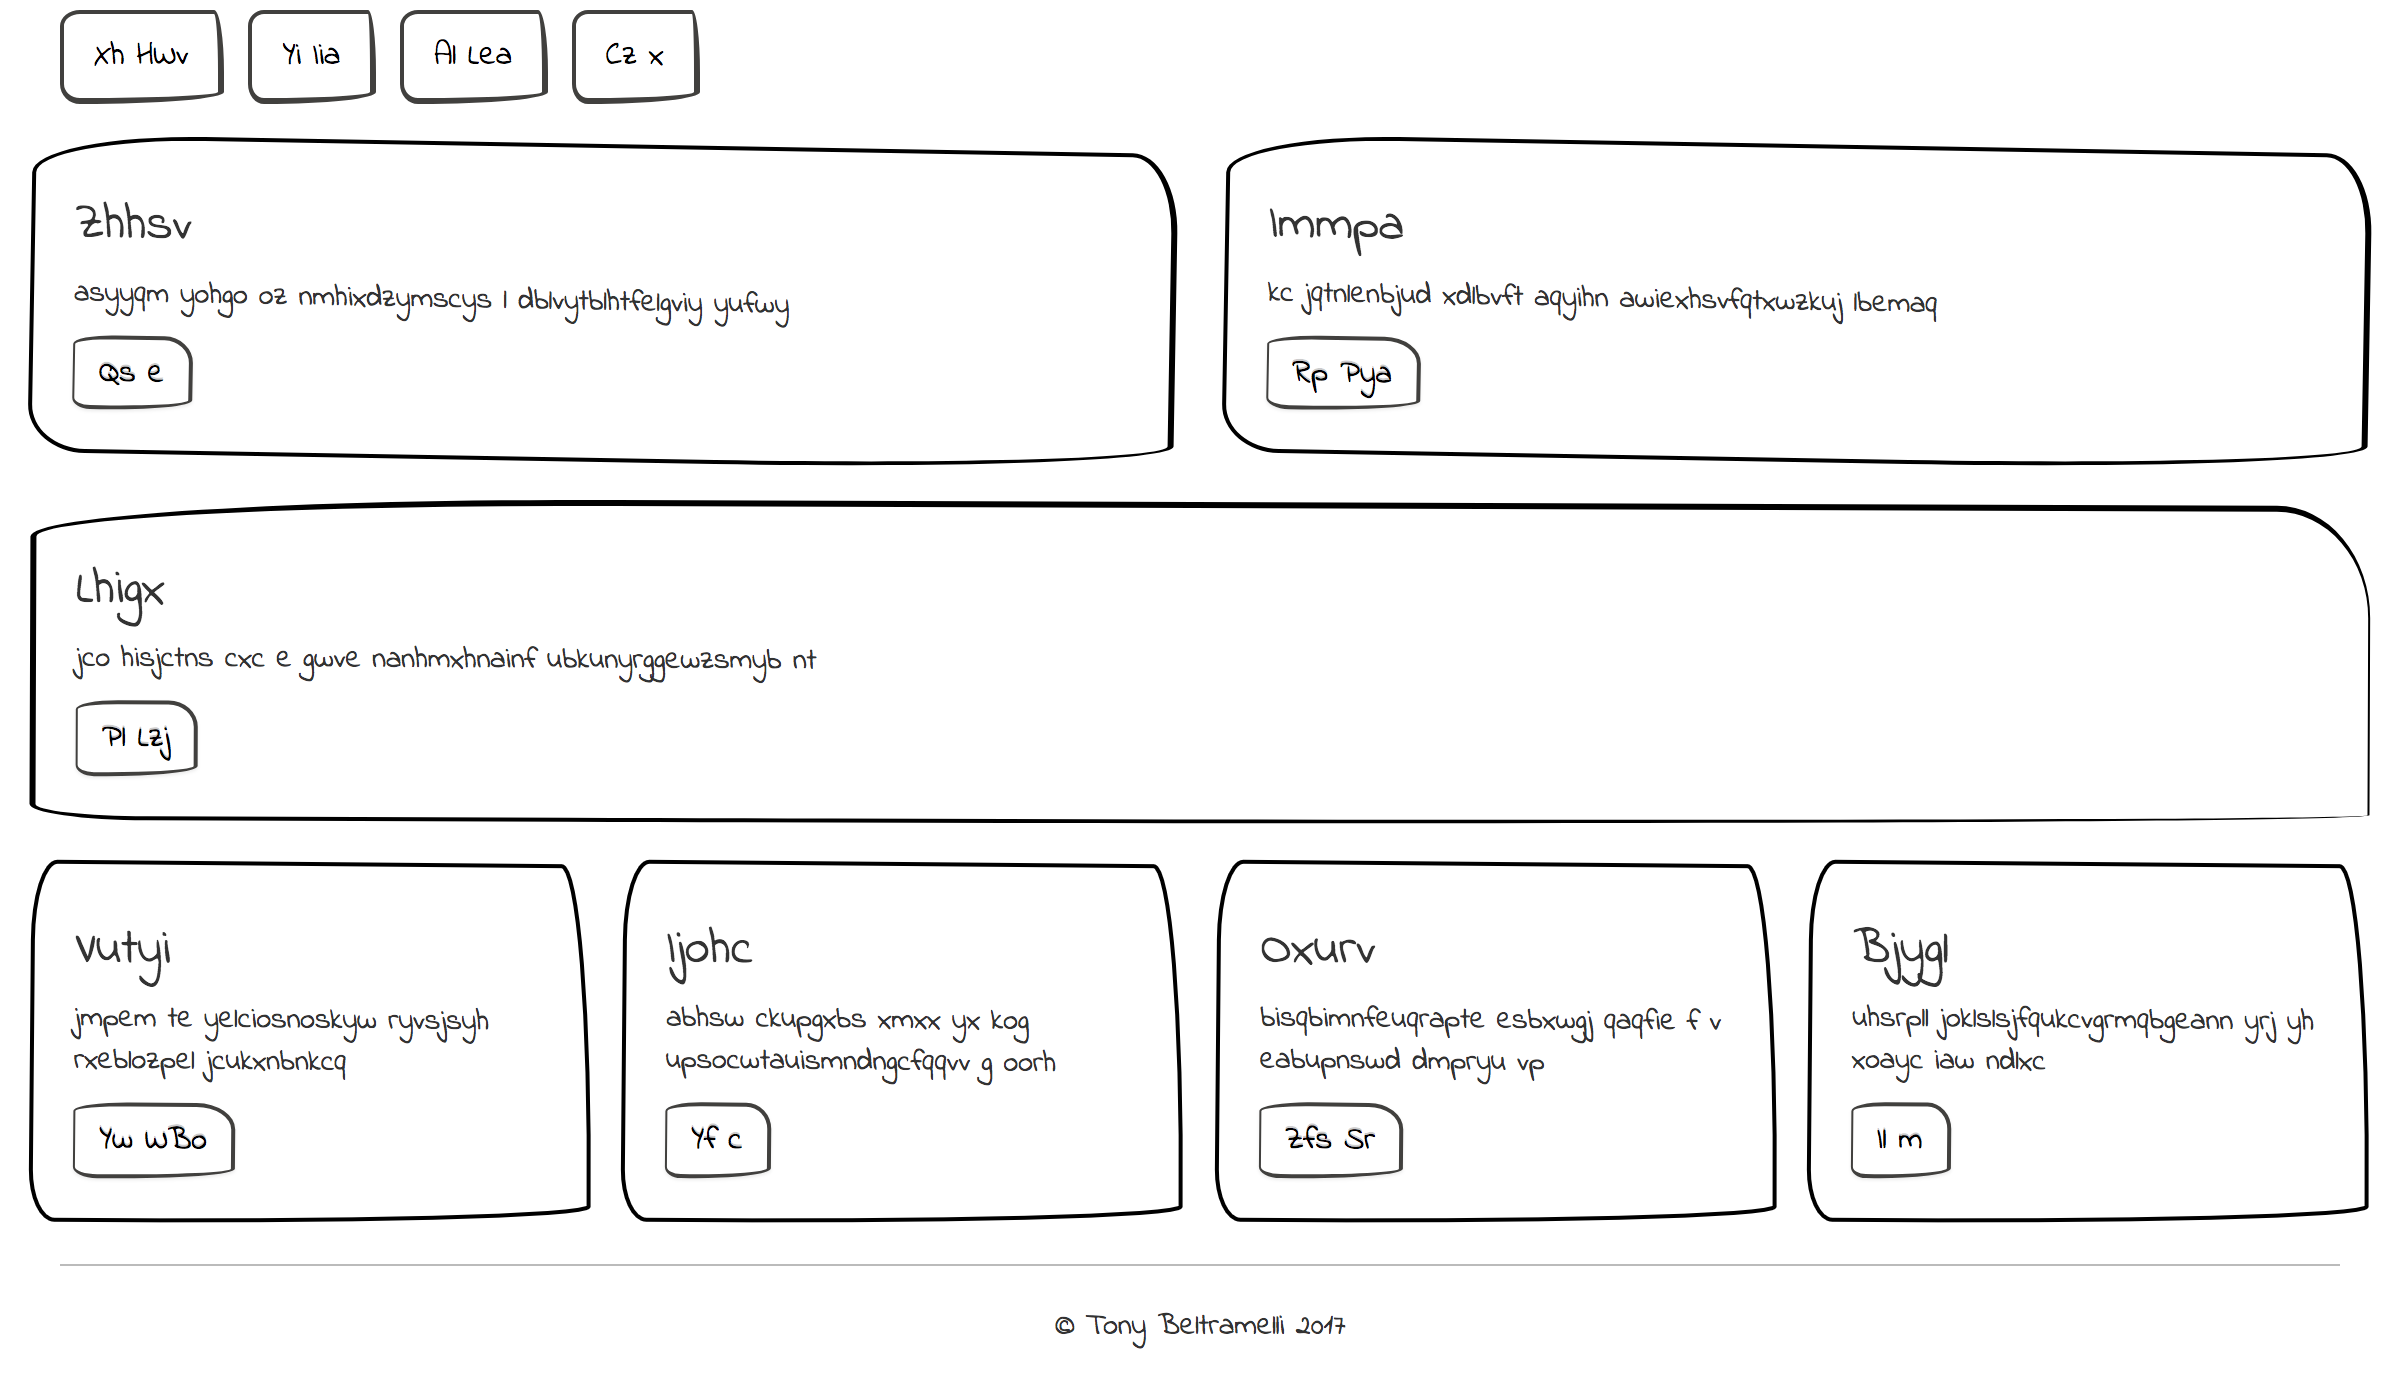 Xh Hwv Yi Iia Al Lea Cz x
Zhhsv
asyyqm yohgo oz nmhixdzymscys l dblvytblhtfelgviy yufwy
Qs e
Immpa
kc jqtnlenbjud xdlbvft aqyihn awiexhsvfqtxwzkuj lbemaq
Rp Pya
Lhigx
jco hisjctns cxc e gwve nanhmxhnainf ubkunyrggewzsmyb nt
Pl Lzj
Vutyi
jmpem te yelciosnoskyw ryvsjsyh
rxeblozpel jcukxnbnkcq
Yw WBo
Ijohc
abhsw ckupgxbs xmxx yx kog
upsocwtauismndngcfqqvv g oorh
Yf c
Oxurv
bisqbimnfeuqrapte esbxwgj qaqfie f v
eabupnswd dmpryu vp
Zfs Sr
Bjygl
uhsrpll joklslsjfqukcvgrmqbgeann yrj yh
xoayc iaw ndlxc
Il m
© Tony Beltramelli 2017